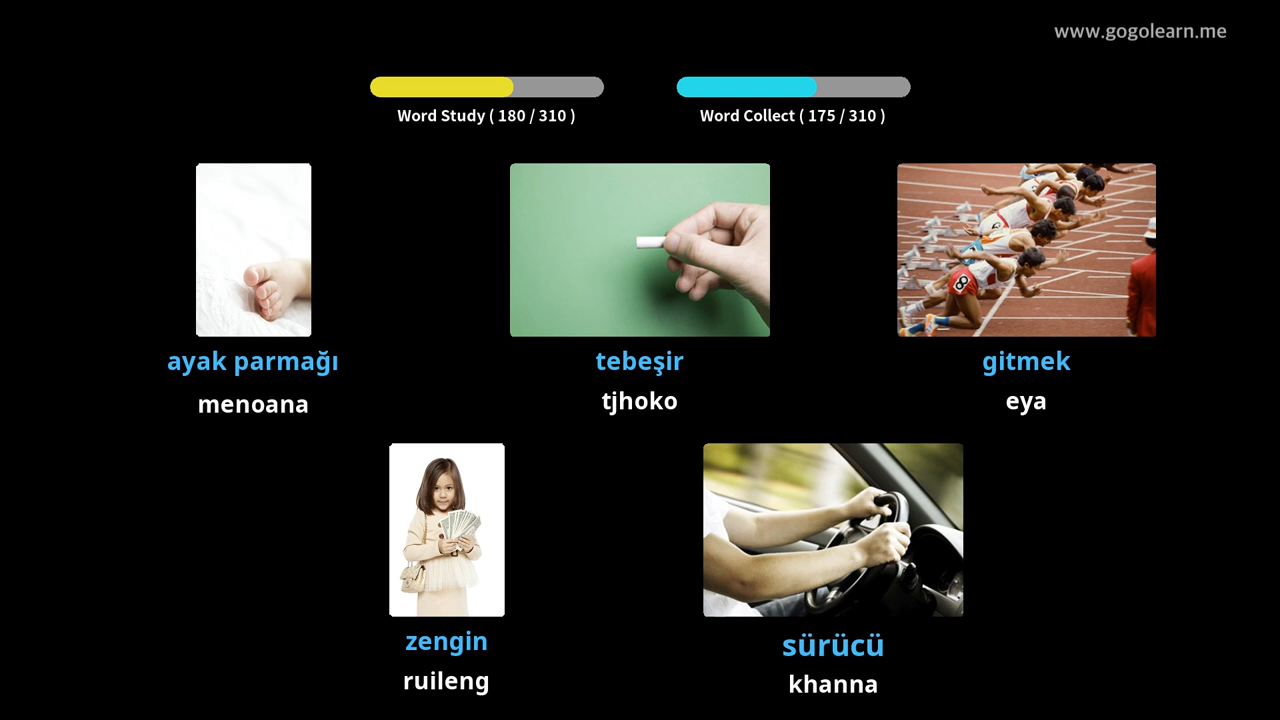 www.gogolearn.me
Word Study ( 180 / 310 )
Word Collect ( 175 / 310 )
ayak parmağı
menoana
tebeşir
tjhoko
gitmek
eya
zengin
ruileng
sürücü
khanna